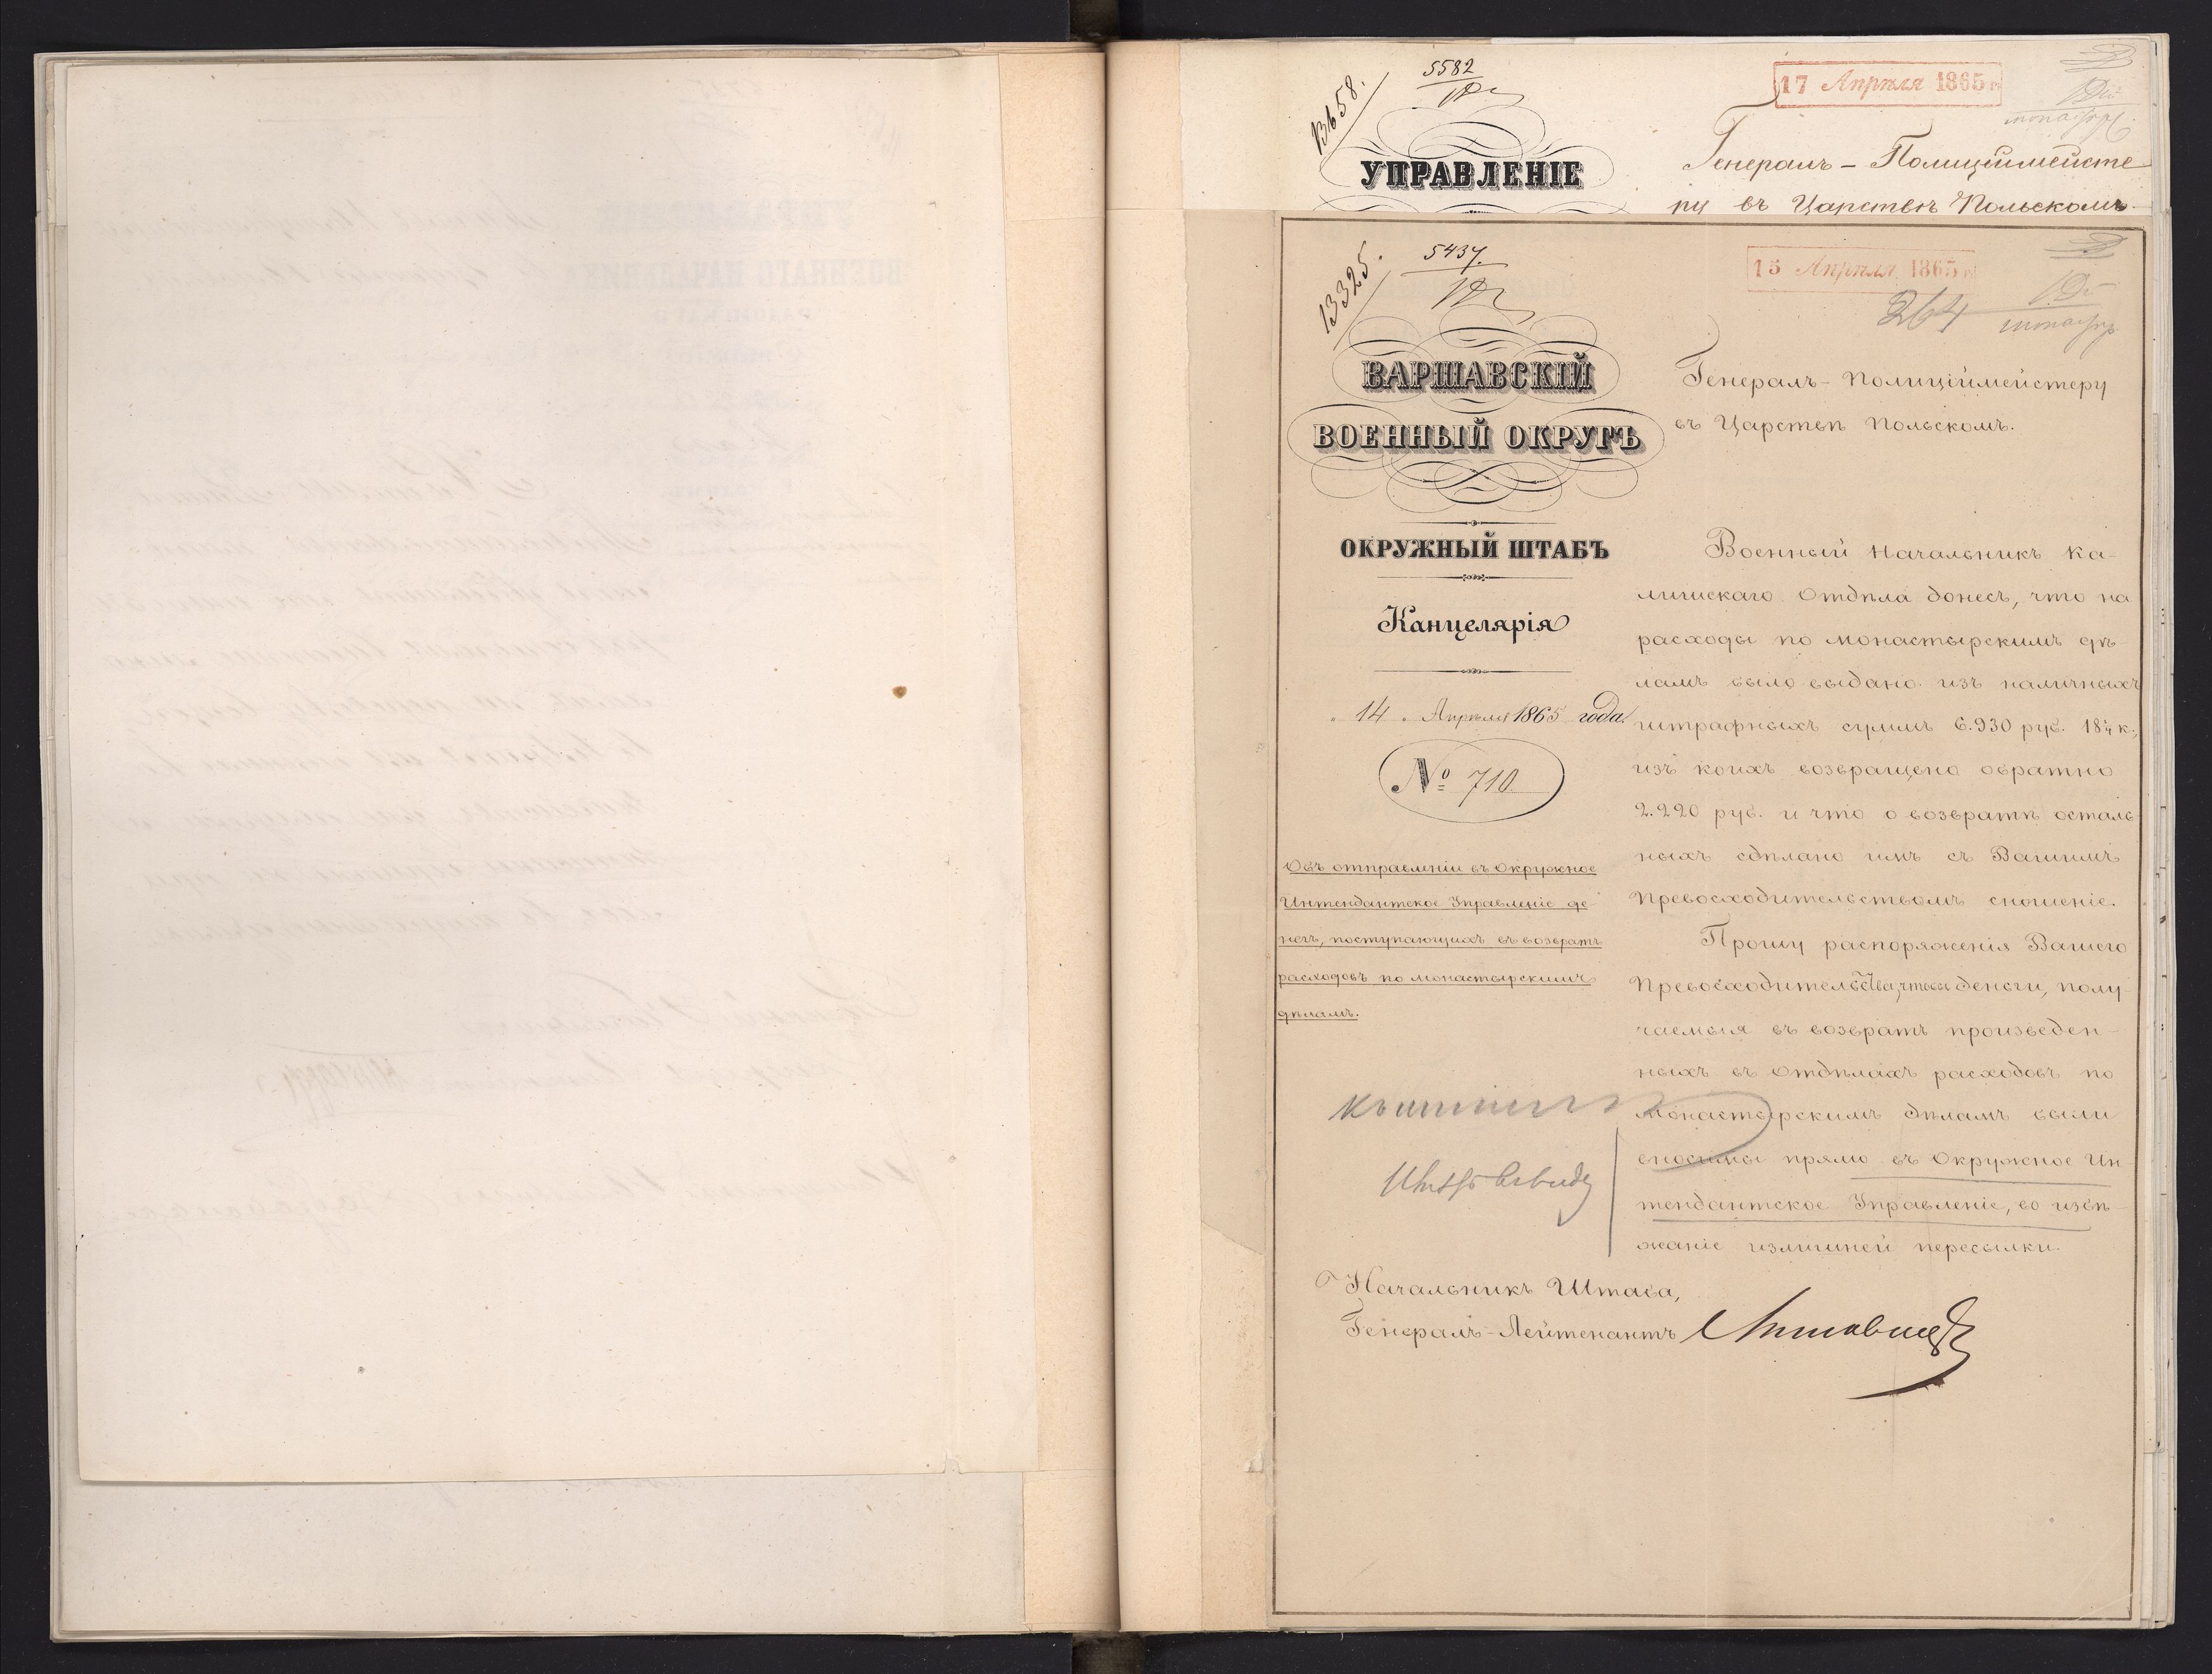 5582
17 Апрѣля 1865 г.
УПРАВЛЕНІЕ
Генералъ-Полиціймейсте-
ру въ Царствѣ Польскомъ.
13325.
5437.
15 Апрѣля 1865 г.
264
ВАРШАВСКІЙ
ВОЕННЫЙ ОКРУГЪ
ОКРУЖНЫЙ ШТАБЪ
Канцелярія
„14„ Апрѣля 1865 года.
№ 710
Объ отправленіи въ Окружное
Интендантское Управленіе де-
негъ, поступающихъ въ возвратъ
расходовъ по монастырскимъ
дѣламъ.
Генералъ-Полиціймейстеру
въ Царствѣ Польскомъ.
Военный Начальникъ Ка-
лишскаго Отдѣла донесъ, что на
расходы по монастырскимъ дѣ-
ламъ было выдано изъ наличныхъ
штрафныхъ суммъ 6.930 руб. 18½ к.,
изъ коихъ возвращено обратно
2.220 руб. и что о возвратѣ осталь
ныхъ сдѣлано имъ съ Вашимъ
Превосходительствомъ сношеніе.
Прошу распоряженія Вашего
Превосходительства, чтобы деньги, полу-
чаемыя въ возвратъ произведен-
ныхъ въ Отдѣлахъ расходовъ по
монастырскимъ дѣламъ были
вносимы прямо въ Окружное Ин-
тендантское Управленіе, во избѣ-
жаніе излишней пересылки.
Начальникъ Штаба,
Генералъ-Лейтенантъ